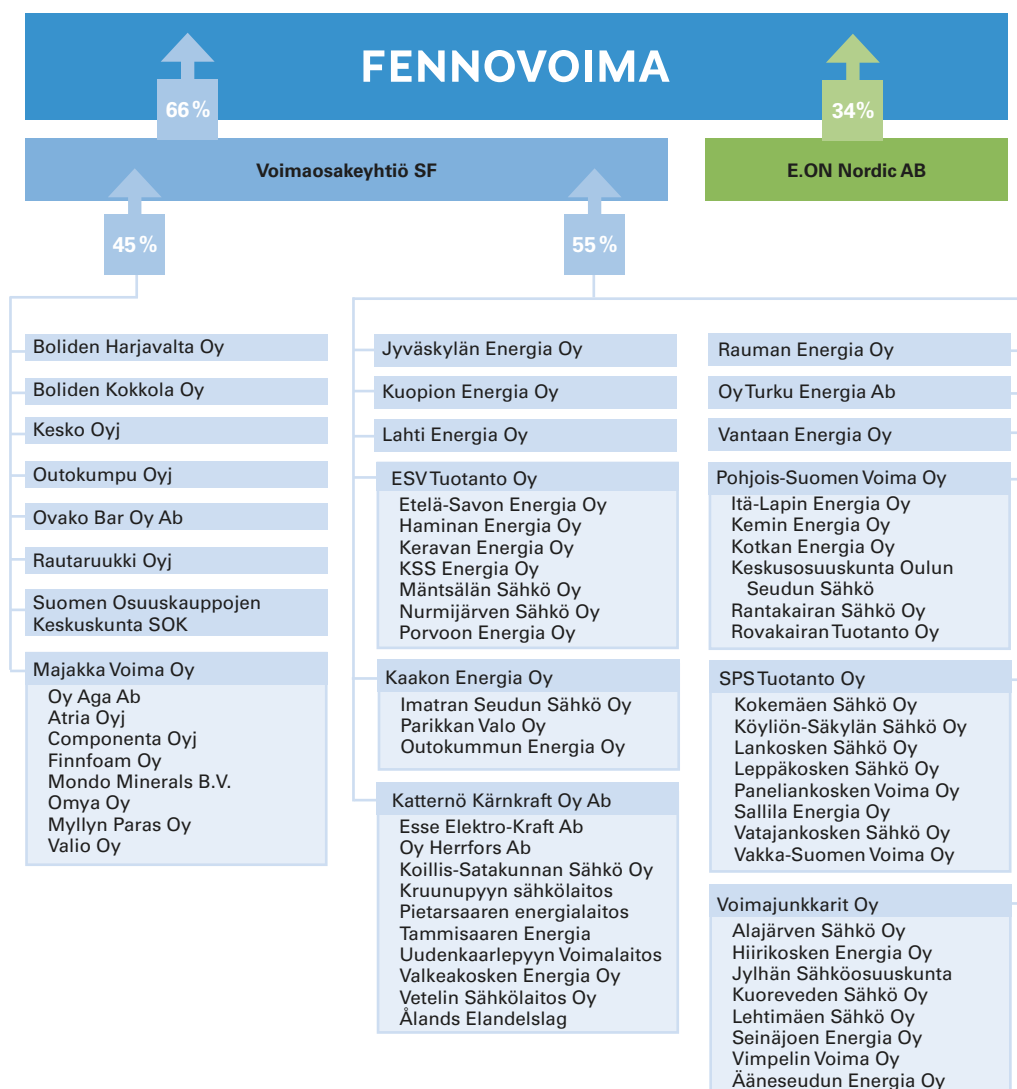 FENNOVOIMA
66 %
34%
Voimaosakeyhtiö SF
E.ON Nordic AB
45 %
55 %
Boliden Harjavalta Oy
Boliden Kokkola Oy
Kesko Oyj
Outokumpu Oyj
Ovako Bar Oy Ab
Rautaruukki Oyj
Suomen Osuuskauppojen
Keskuskunta SOK
Majakka Voima Oy
Oy Aga Ab
Atria Oyj
Componenta Oyj
Finnfoam Oy
Mondo Minerals B.V.
Omya Oy
Myllyn Paras Oy
Valio Oy
Jyväskylän Energia Oy
Kuopion Energia Oy
Lahti Energia Oy
ESV Tuotanto Oy
Etelä-Savon Energia Oy
Haminan Energia Oy
Keravan Energia Oy
KSS Energia Oy
Mäntsälän Sähkö Oy
Nurmijärven Sähkö Oy
Porvoon Energia Oy
Kaakon Energia Oy
Imatran Seudun Sähkö Oy
Parikkan Valo Oy
Outokummun Energia Oy
Katternö Kärnkraft Oy Ab
Esse Elektro-Kraft Ab
Oy Herrfors Ab
Koillis-Satakunnan Sähkö Oy
Kruunupyyn sähkölaitos
Pietarsaaren energialaitos
Tammisaaren Energia
Uudenkaarlepyyn Voimalaitos
Valkeakosken Energia Oy
Vetelin Sähkölaitos Oy
Ålands Elandelslag
Rauman Energia Oy
Oy Turku Energia Ab
Vantaan Energia Oy
Pohjois-Suomen Voima Oy
Itä-Lapin Energia Oy
Kemin Energia Oy
Kotkan Energia Oy
Keskusosuuskunta Oulun
Seudun Sähkö
Rantakairan Sähkö Oy
Rovakairan Tuotanto Oy
SPS Tuotanto Oy
Kokemäen Sähkö Oy
Köyliön-Säkylän Sähkö Oy
Lankosken Sähkö Oy
Leppäkosken Sähkö Oy
Paneliankosken Voima Oy
Sallila Energia Oy
Vatajankosken Sähkö Oy
Vakka-Suomen Voima Oy
Voimajunkkarit Oy
Alajärven Sähkö Oy
Hiirikosken Energia Oy
Jylhän Sähköosuuskunta
Kuoreveden Sähkö Oy
Lehtimäen Sähkö Oy
Seinäjoen Energia Oy
Vimpelin Voima Oy
Ääneseudun Energia Oy